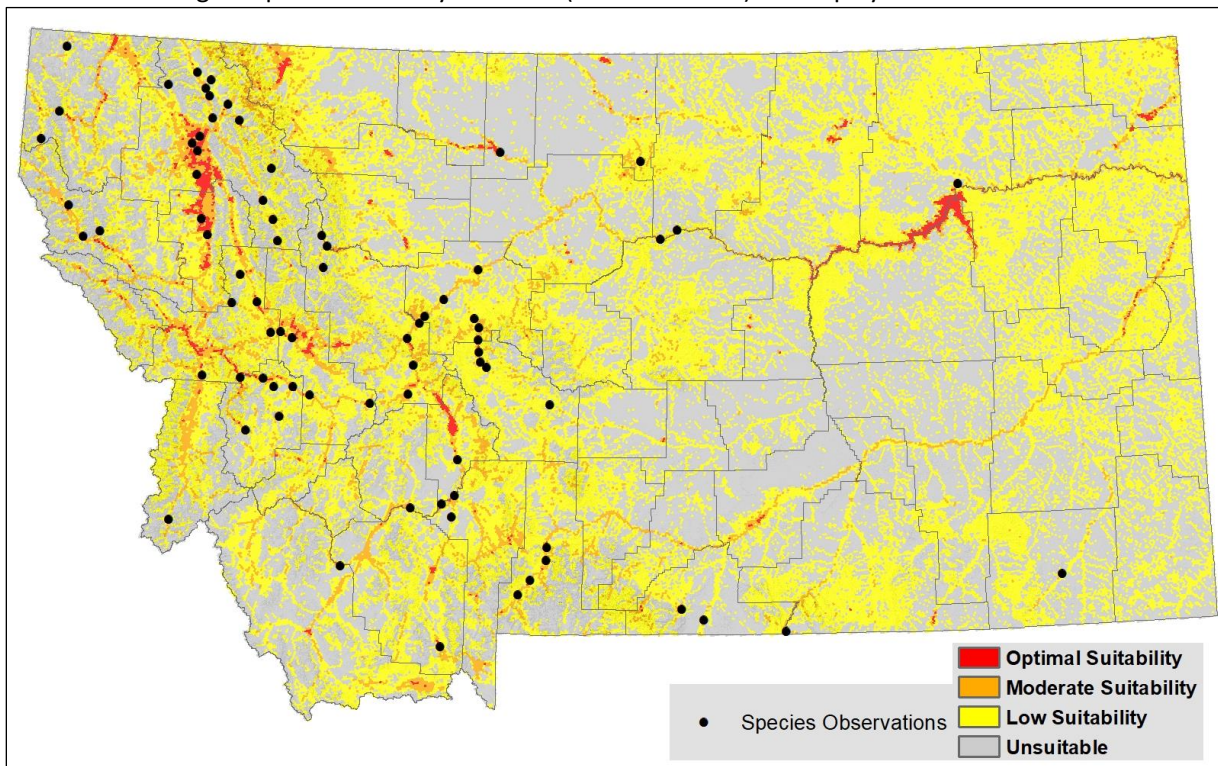 Optimal Suitability
Moderate Suitability
Species Observations
Low Suitability
Unsuitable